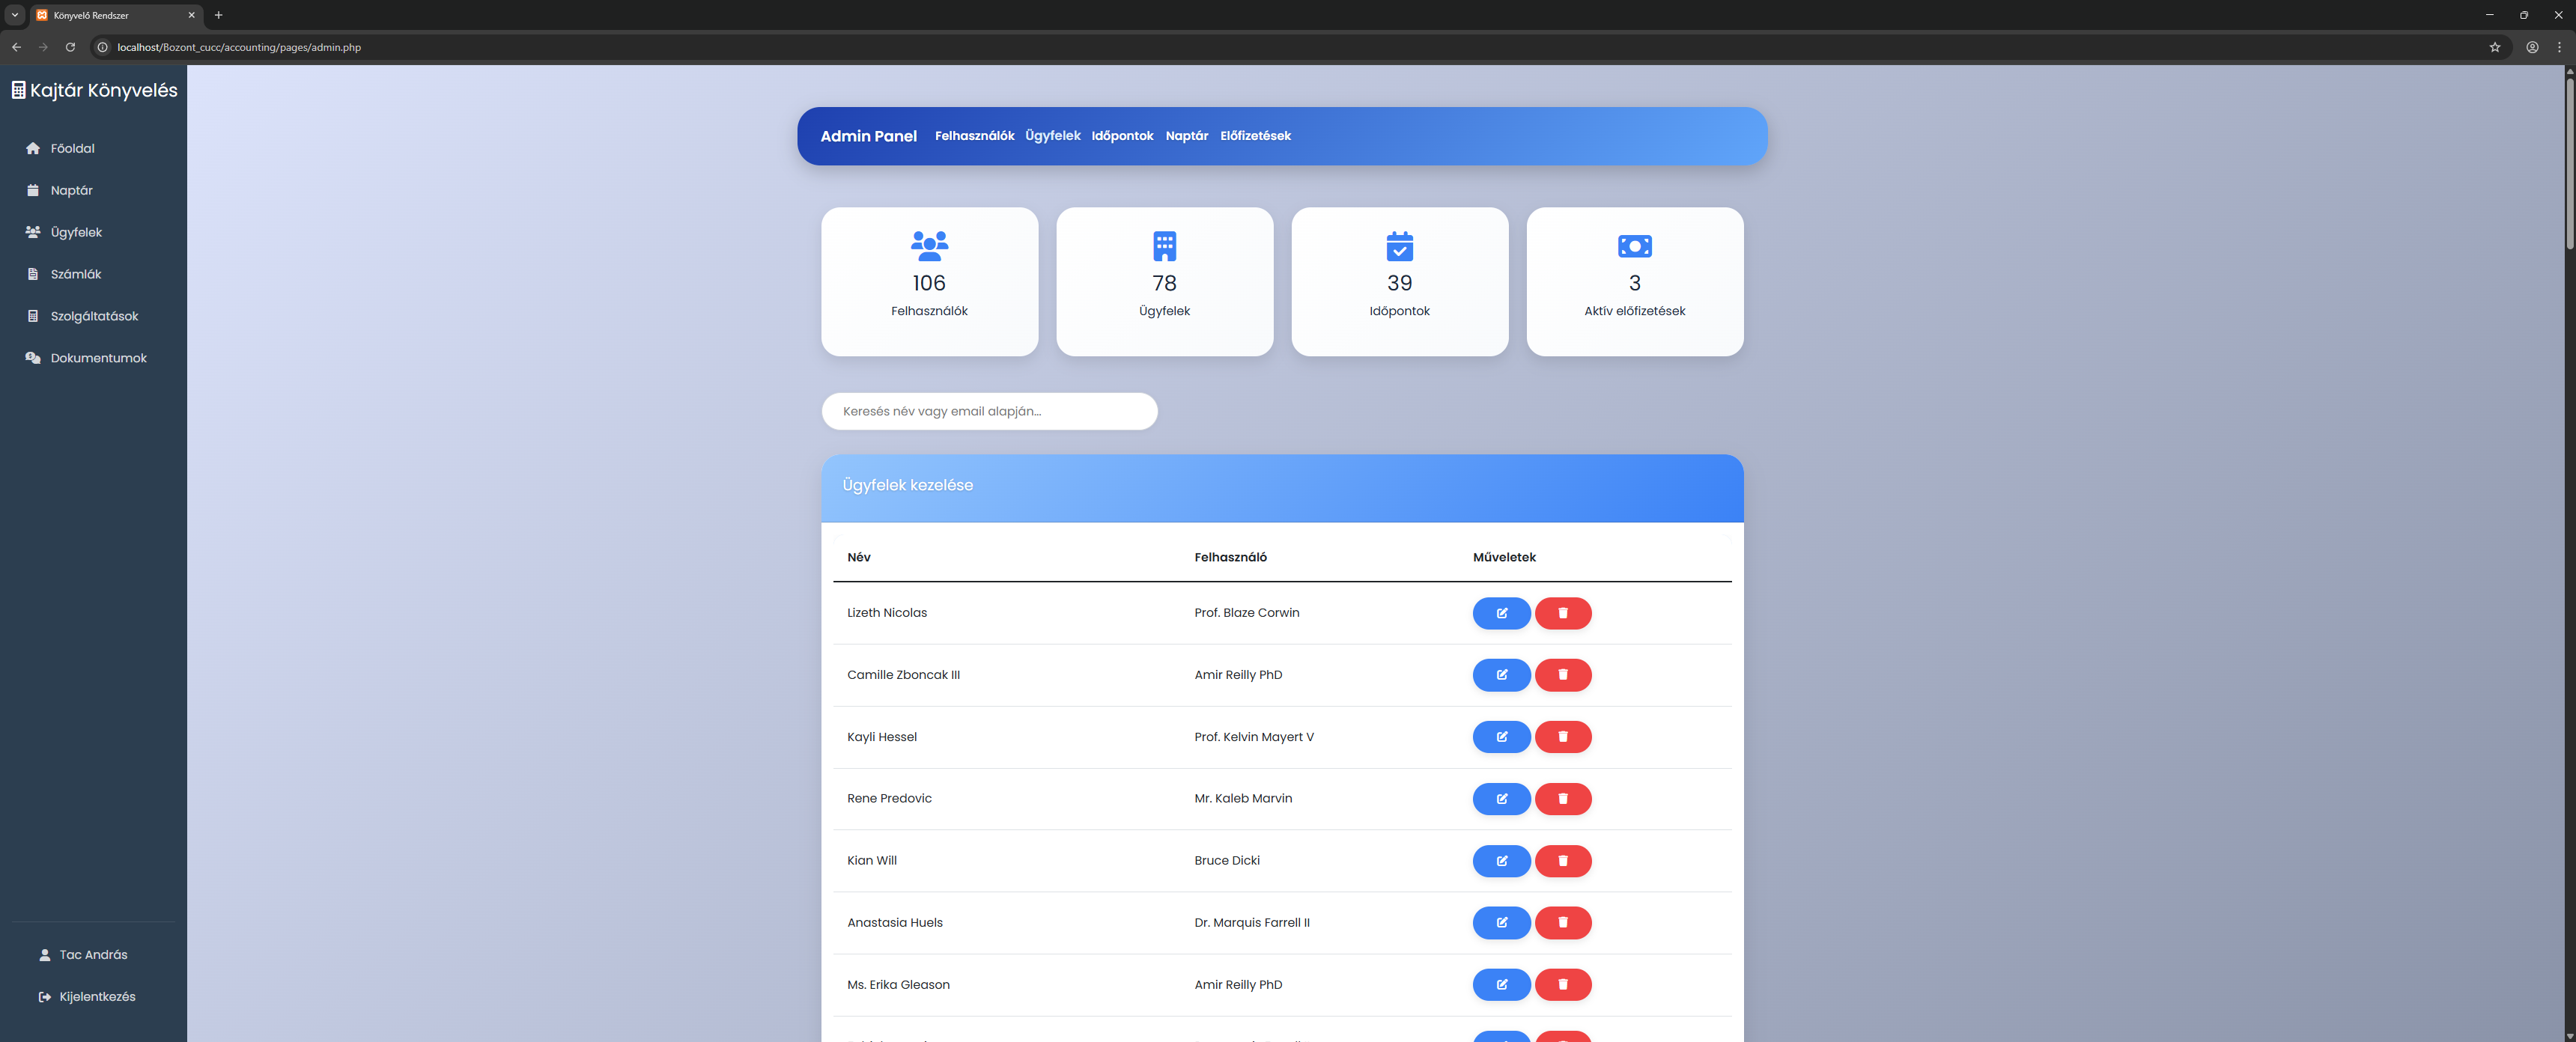 Könyvelő Rendszer
localhost/Bozont_cucc/accounting/pages/admin.php
Kajtár Könyvelés
Főoldal
Naptár
Ügyfelek
Számlák
Szolgáltatások
Dokumentumok
Tac András
Kijelentkezés
Admin Panel Felhasználók Ügyfelek Időpontok Naptár Előfizetések
106
Felhasználók
78
Ügyfelek
39
Időpontok
3
Aktív előfizetések
Keresés név vagy email alapján...
Ügyfelek kezelése
Név Felhasználó Műveletek
Lizeth Nicolas Prof. Blaze Corwin
Camille Zboncak III Amir Reilly PhD
Kayli Hessel Prof. Kelvin Mayert V
Rene Predovic Mr. Kaleb Marvin
Kian Will Bruce Dicki
Anastasia Huels Dr. Marquis Farrell II
Ms. Erika Gleason Amir Reilly PhD